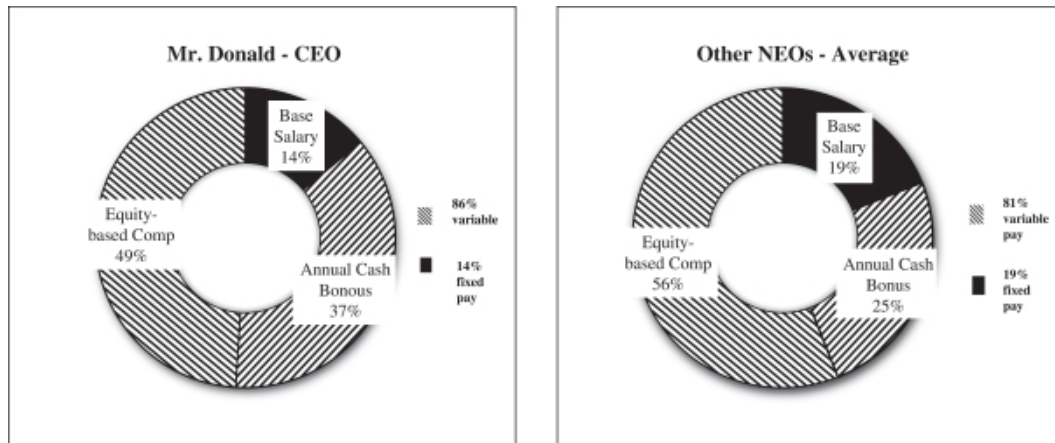 Mr. Donald - CEO
Base
Salary
14%
Equity-
based Comp
49%
Annual Cash
Bonous
37%
86%
variable
14%
fixed
pay
Other NEOs - Average
Base
Salary
19%
Equity-
based Comp
56%
Annual Cash
Bonus
25%
81%
variable
pay
19%
fixed
pay